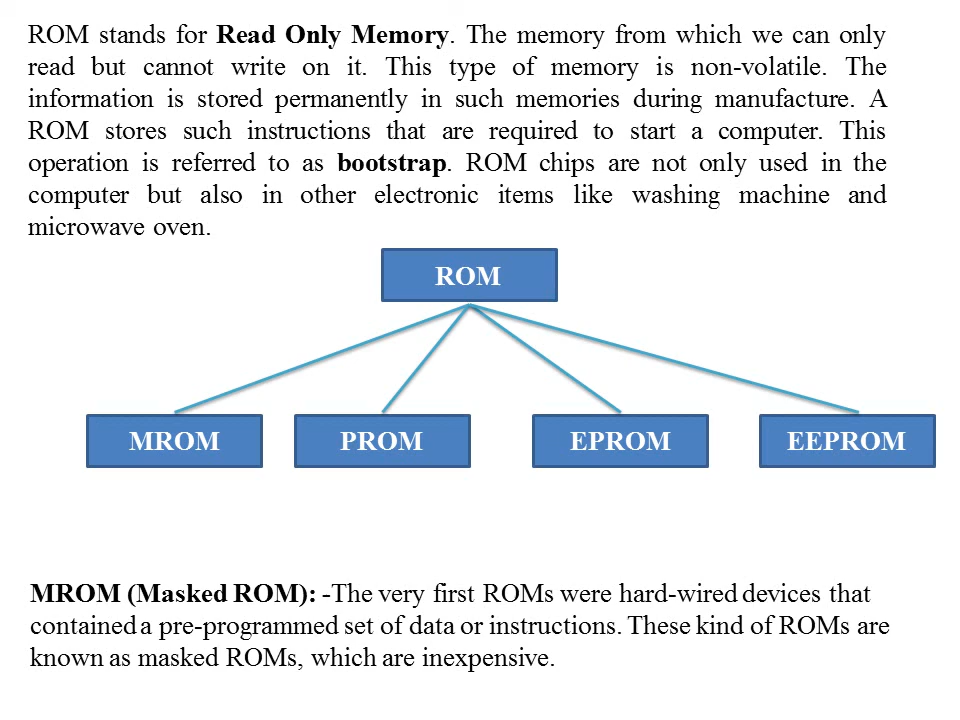 ROM stands for Read Only Memory. The memory from which we can only
read but cannot write on it. This type of memory is non-volatile. The
information is stored permanently in such memories during manufacture. A
ROM stores such instructions that are required to start a computer. This
operation is referred to as bootstrap. ROM chips are not only used in the
computer but also in other electronic items like washing machine and
microwave oven.
ROM
MROM
PROM
EPROM
EEPROM
MROM (Masked ROM): -The very first ROMs were hard-wired devices that
contained a pre-programmed set of data or instructions. These kind of ROMs are
known as masked ROMs, which are inexpensive.